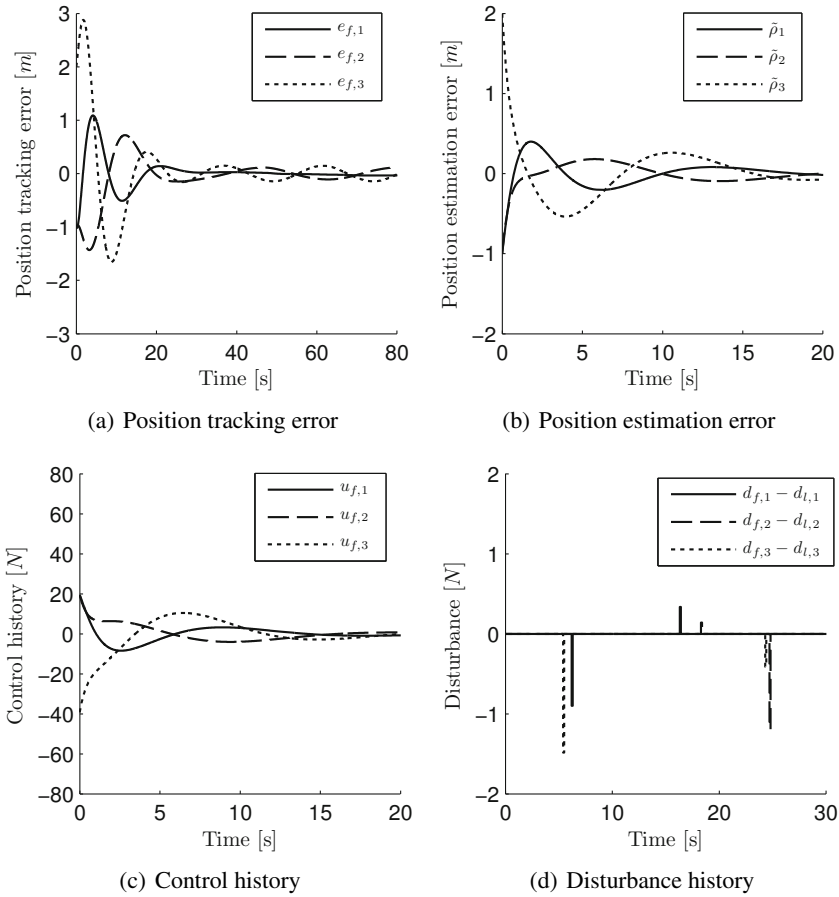 3
2
1
0
−1
−2
−3
0 20 40 60 80
Position tracking error [m]
Time [s]
e_{f,1}
e_{f,2}
e_{f,3}
(a) Position tracking error
2
1
0
−1
−2
0 5 10 15 20
Position estimation error [m]
Time [s]
ρ̃_1
ρ̃_2
ρ̃_3
(b) Position estimation error
80
60
40
20
0
−20
−40
−60
−80
0 5 10 15 20
Control history [N]
Time [s]
u_{f,1}
u_{f,2}
u_{f,3}
(c) Control history
2
1
0
−1
−2
0 10 20 30
Disturbance [N]
Time [s]
d_{f,1} − d_{l,1}
d_{f,2} − d_{l,2}
d_{f,3} − d_{l,3}
(d) Disturbance history